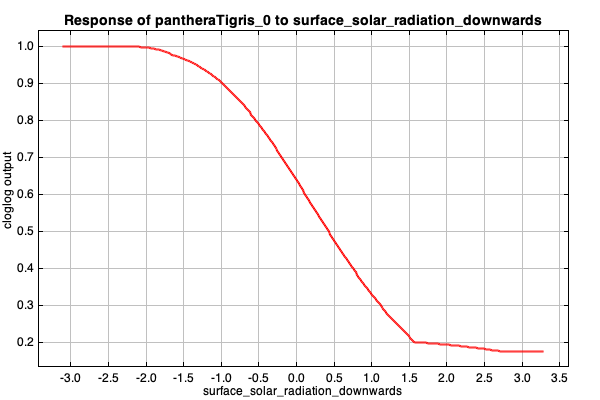 Response of pantheraTigris_0 to surface_solar_radiation_downwards
1.0
0.9
0.8
0.7
0.6
0.5
0.4
0.3
0.2
cloglog output
-3.0 -2.5 -2.0 -1.5 -1.0 -0.5 0.0 0.5 1.0 1.5 2.0 2.5 3.0 3.5
surface_solar_radiation_downwards